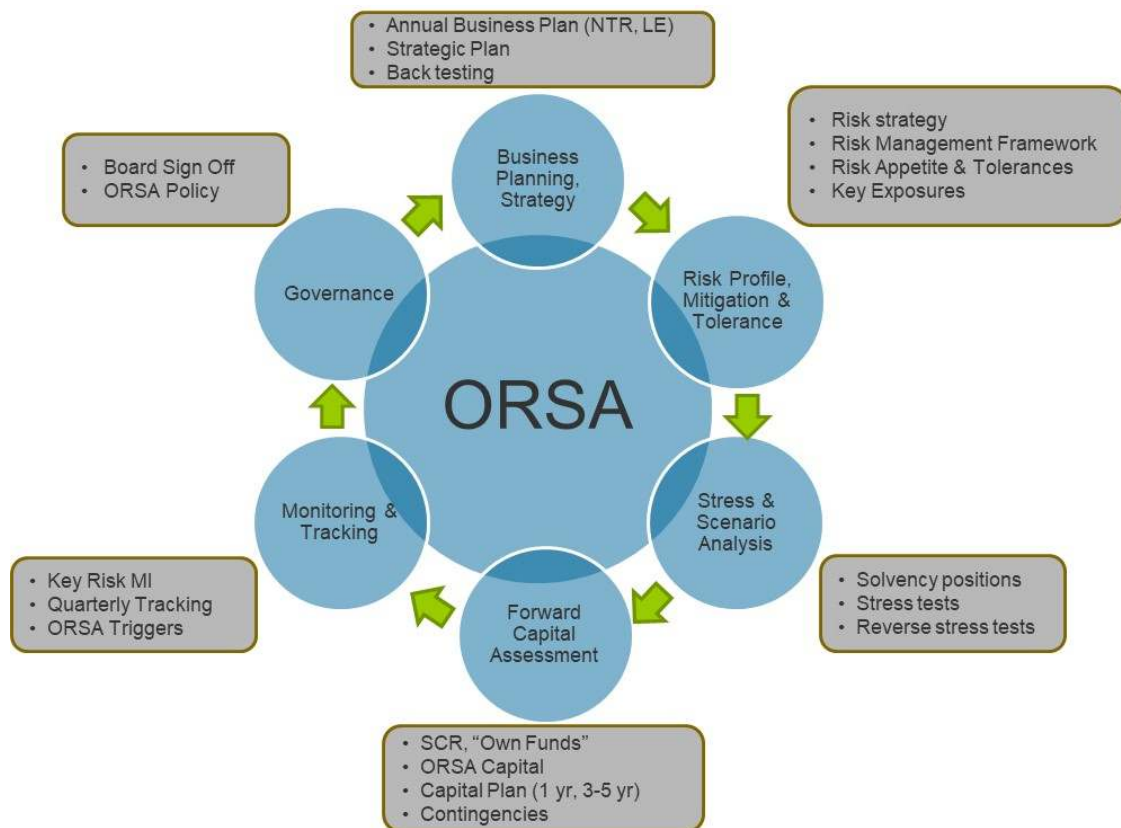 • Annual Business Plan (NTR, LE)
• Strategic Plan
• Back testing
• Risk strategy
• Risk Management Framework
• Risk Appetite & Tolerances
• Key Exposures
• Board Sign Off
• ORSA Policy
Business
Planning,
Strategy
Governance
Risk Profile,
Mitigation &
Tolerance
ORSA
Monitoring &
Tracking
Stress &
Scenario
Analysis
• Key Risk MI
• Quarterly Tracking
• ORSA Triggers
Forward
Capital
Assessment
• Solvency positions
• Stress tests
• Reverse stress tests
• SCR, “Own Funds”
• ORSA Capital
• Capital Plan (1 yr, 3-5 yr)
• Contingencies